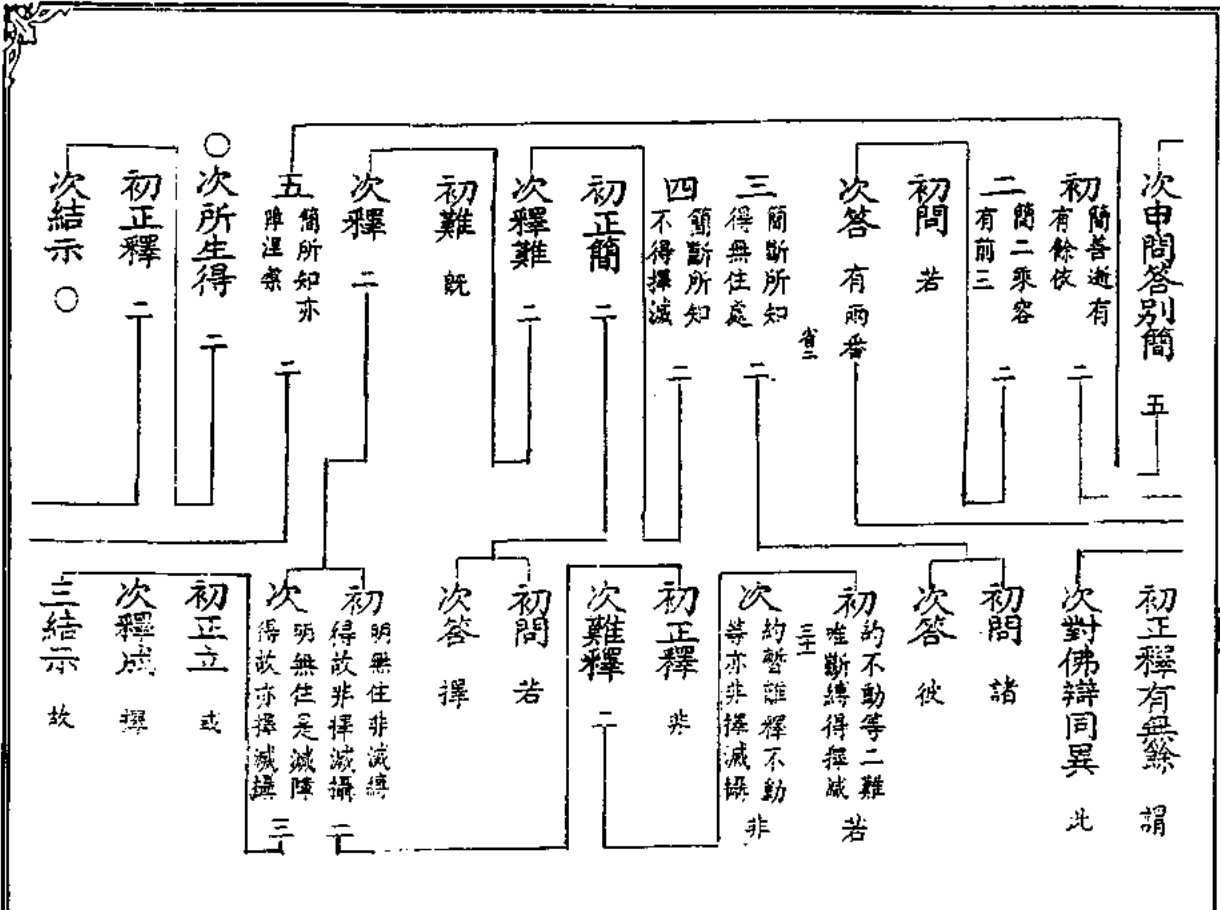 次申問答別簡 五
初 簡善逝有
有餘依 二
二 簡二乘容
有前三 二
初問 若
次答 有兩番
省二
三 簡斷所知
得無住處 二
四 簡斷所知
不得擇滅 二
初正簡 二
次釋難 二
初難 既
次釋 二
五 簡所知亦
障涅槃 二
○次所生得 二
初正釋 二
次結示 ○
初正釋有無餘 謂
次對佛辯同異 此
初問 諸
次答 彼
初 約不動等二難
唯斷縛得擇滅 若
三十一
次 約暫離釋不動
等亦非擇滅攝 非
初正釋 非
次難釋 二
初問 若
次答 擇
初 明無住非滅縛
得故非擇滅攝 二
次 明無住是滅障
得故亦擇滅攝 三
初正立 或
次釋成 擇
三結示 故